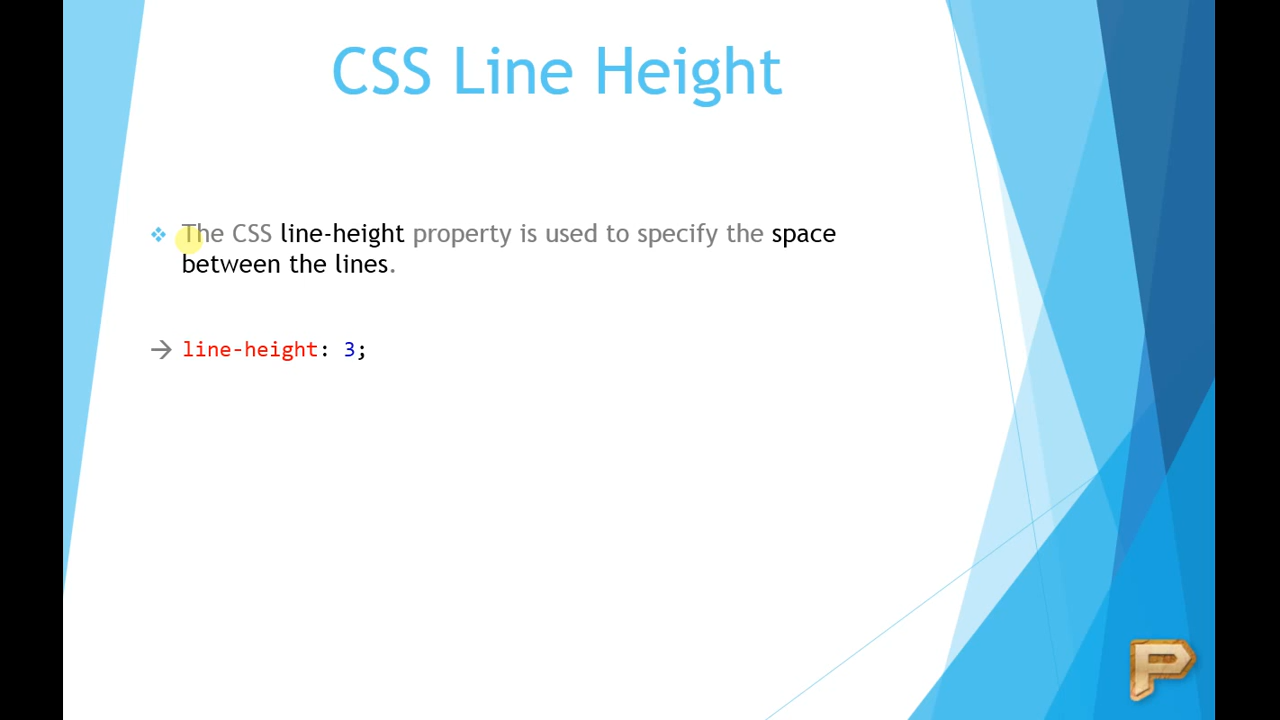 CSS Line Height
❖ The CSS line-height property is used to specify the space
between the lines.
→ line-height: 3;
P